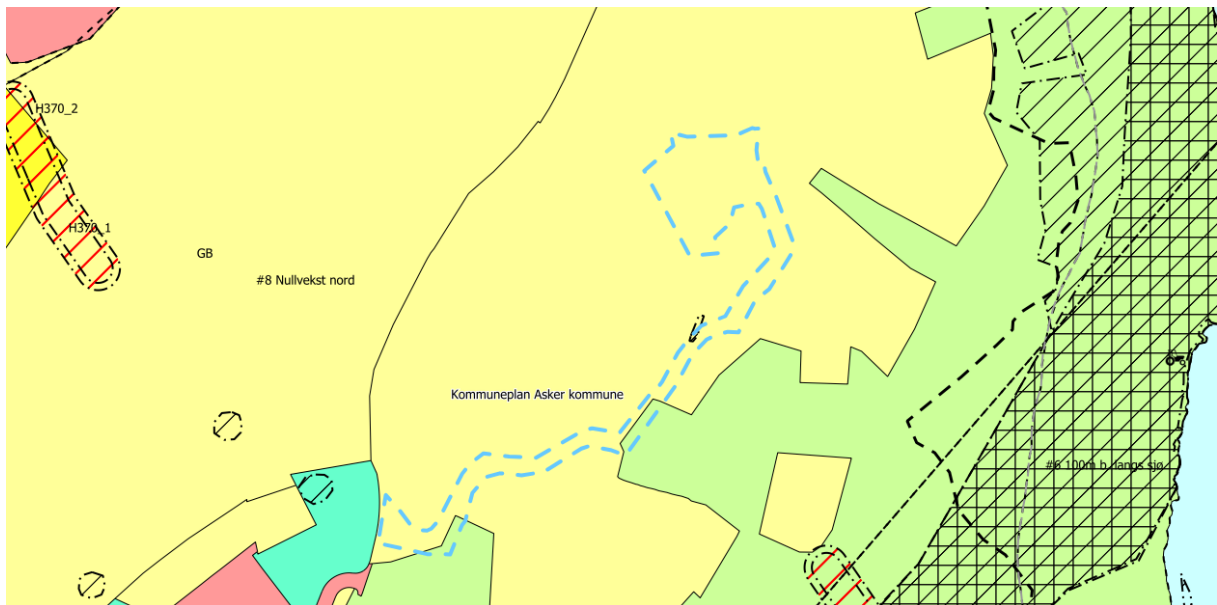 H370_2
H370_1
GB
#8 Nullvekst nord
Kommuneplan Asker kommune
#6 100m b. langs sjø